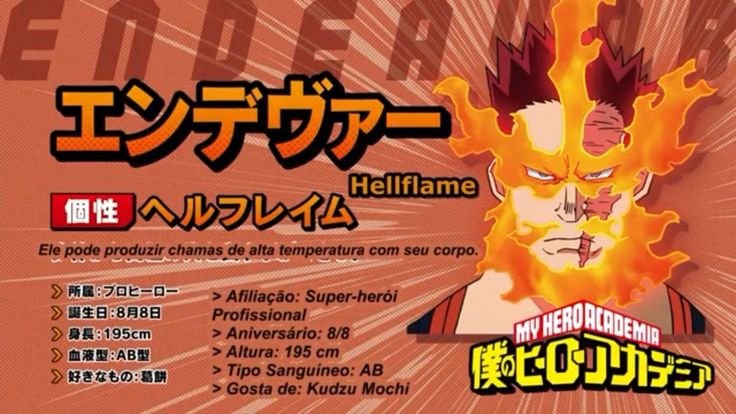 ENDEAVOR
エンデヴァー
Hellflame
個性 ヘルフレイム
Ele pode produzir chamas de alta temperatura com seu corpo.
所属:プロヒーロー
誕生日:8月8日
身長:195cm
血液型:AB型
好きなもの:葛餅
> Afiliação: Super-herói
Profissional
> Aniversário: 8/8
> Altura: 195 cm
> Tipo Sanguíneo: AB
> Gosta de: Kudzu Mochi
MY HERO ACADEMIA
僕のヒーローアカデミア